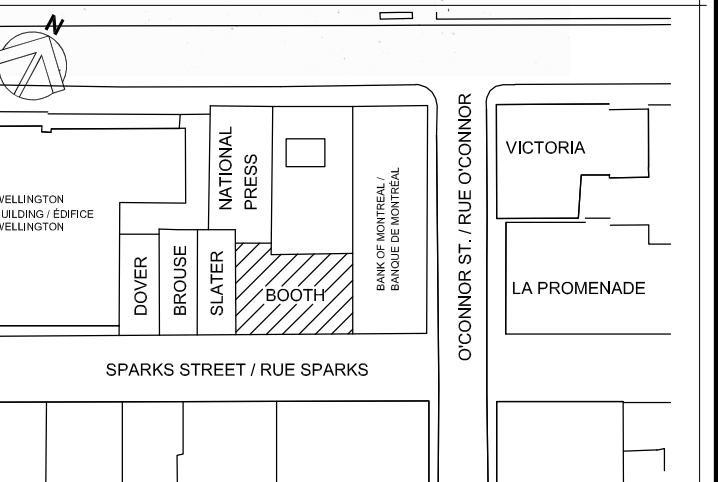 N
NATIONAL
PRESS
VICTORIA
WELLINGTON
UILDING / ÉDIFICE
WELLINGTON
DOVER
BROUSE
SLATER
BOOTH
BANK OF MONTREAL /
BANQUE DE MONTRÉAL
O'CONNOR ST. / RUE O'CONNOR
LA PROMENADE
SPARKS STREET / RUE SPARKS